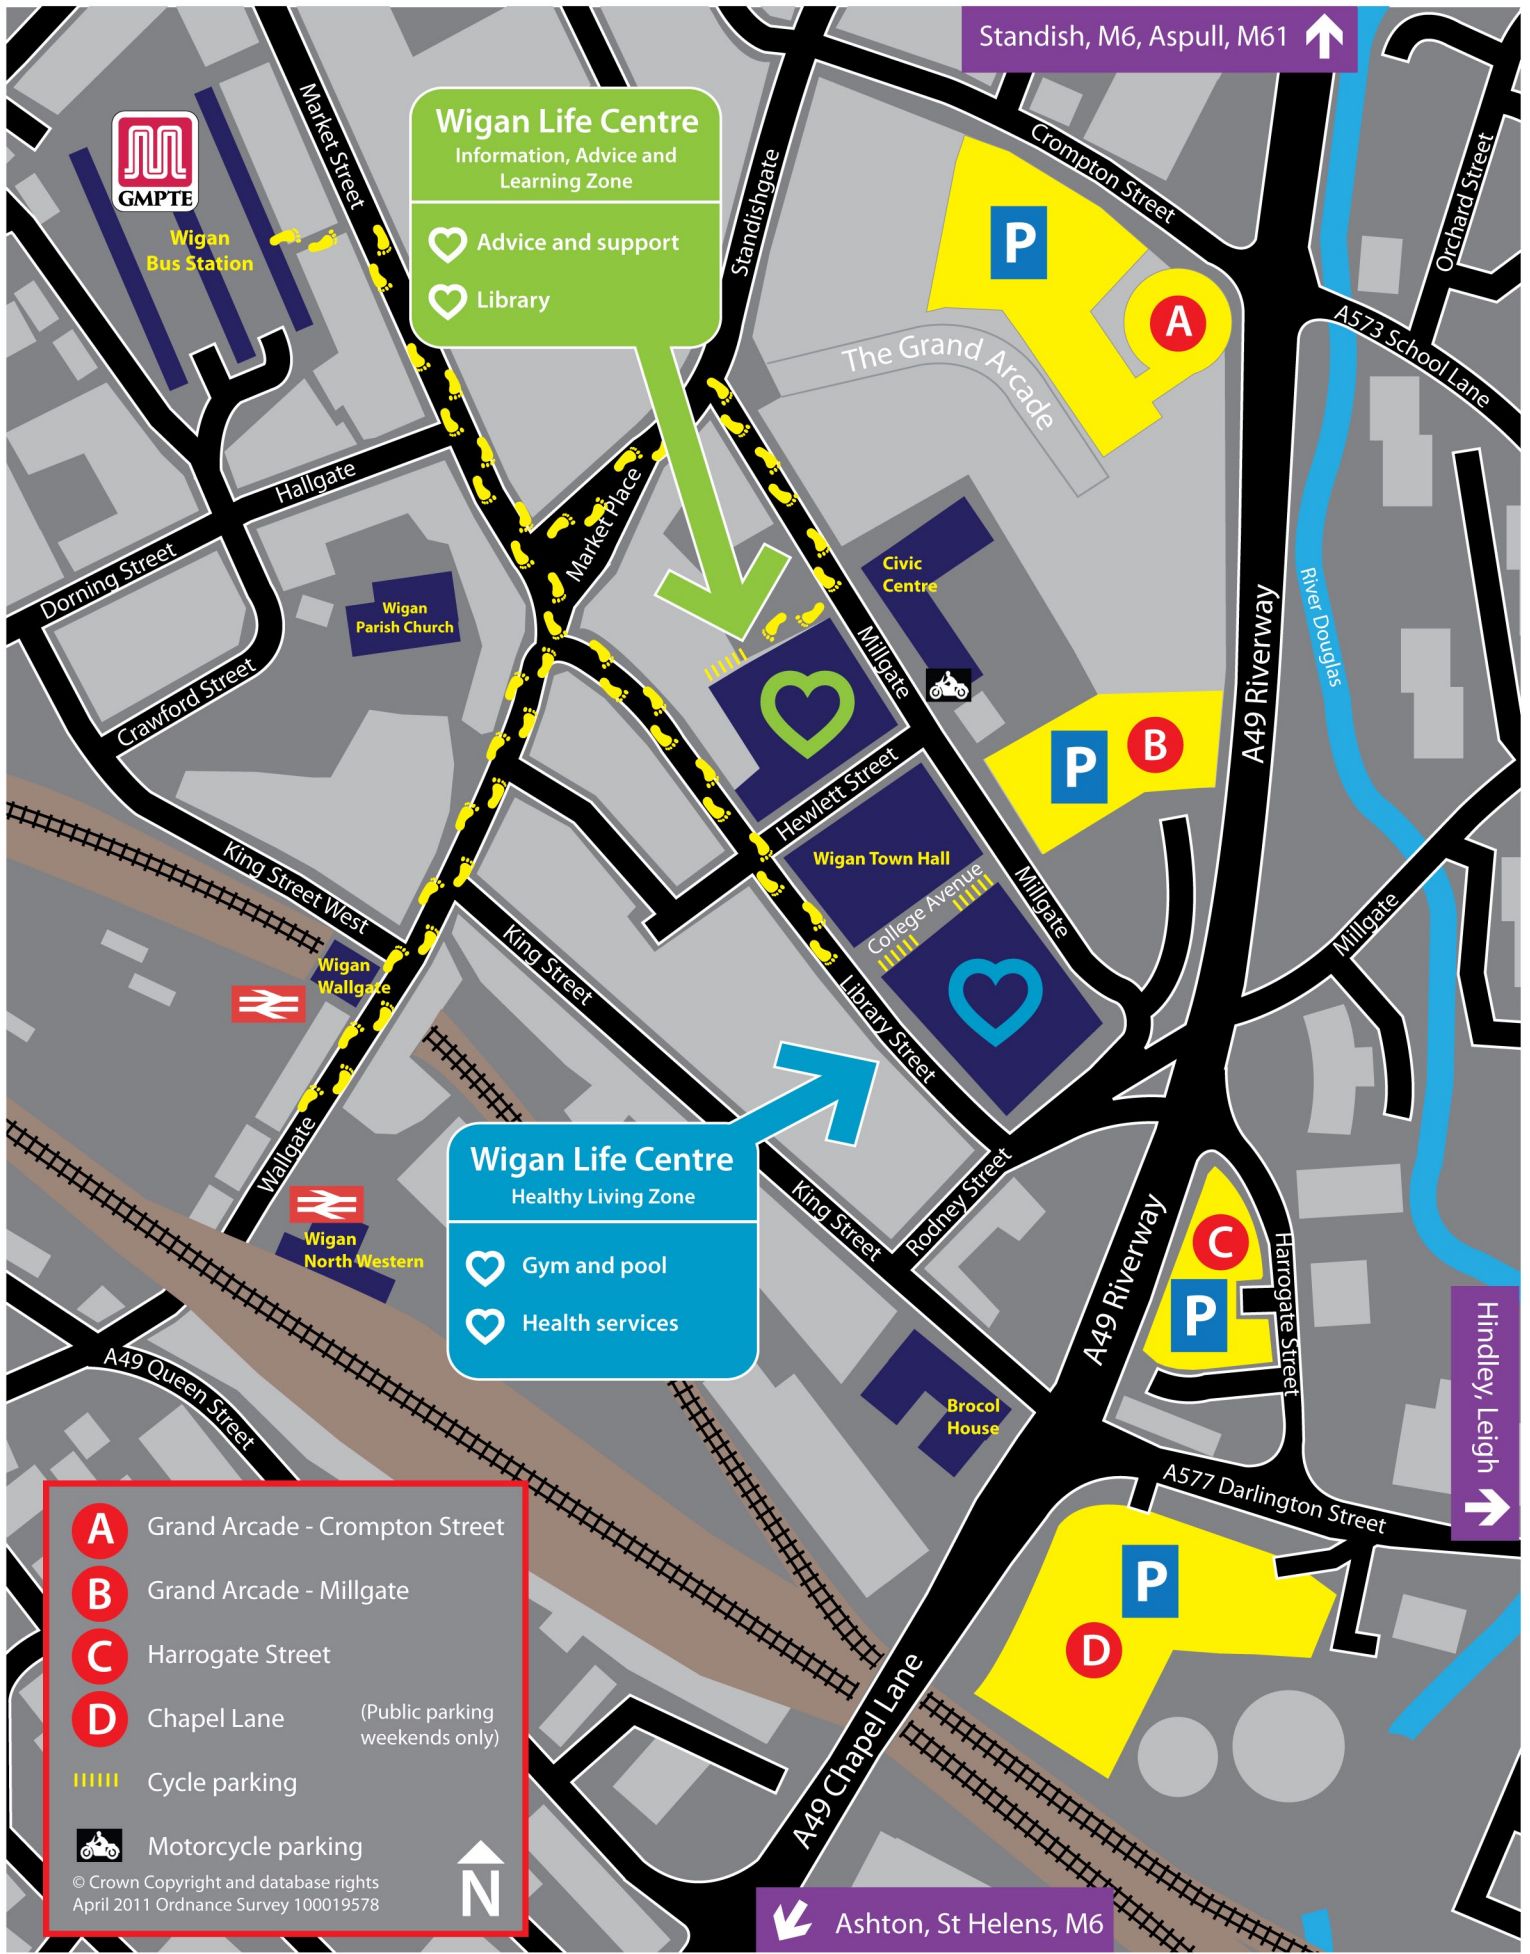 Standish, M6, Aspull, M61
Market Street
Wigan Life Centre
Information, Advice and
Learning Zone
Advice and support
Library
Standishgate
Crompton Street
Orchard Street
GMPTE
Wigan
Bus Station
P
A
A573 School Lane
The Grand Arcade
Hallgate
Market Place
Dorning Street
Civic
Centre
Wigan
Parish Church
River Douglas
A49 Riverway
Millgate
Crawford Street
P
B
Hewlett Street
King Street West
Wigan Town Hall
College Avenue
Millgate
Millgate
Wigan
Wallgate
King Street
Library Street
Wallgate
Wigan Life Centre
Healthy Living Zone
Gym and pool
Health services
Wigan
North Western
King Street
Rodney Street
A49 Riverway
C
P
Harrogate Street
Hindley, Leigh
A49 Queen Street
Brocol
House
A577 Darlington Street
P
D
A49 Chapel Lane
A Grand Arcade - Crompton Street
B Grand Arcade - Millgate
C Harrogate Street
D Chapel Lane (Public parking
weekends only)
Cycle parking
Motorcycle parking
© Crown Copyright and database rights
April 2011 Ordnance Survey 100019578
N
Ashton, St Helens, M6